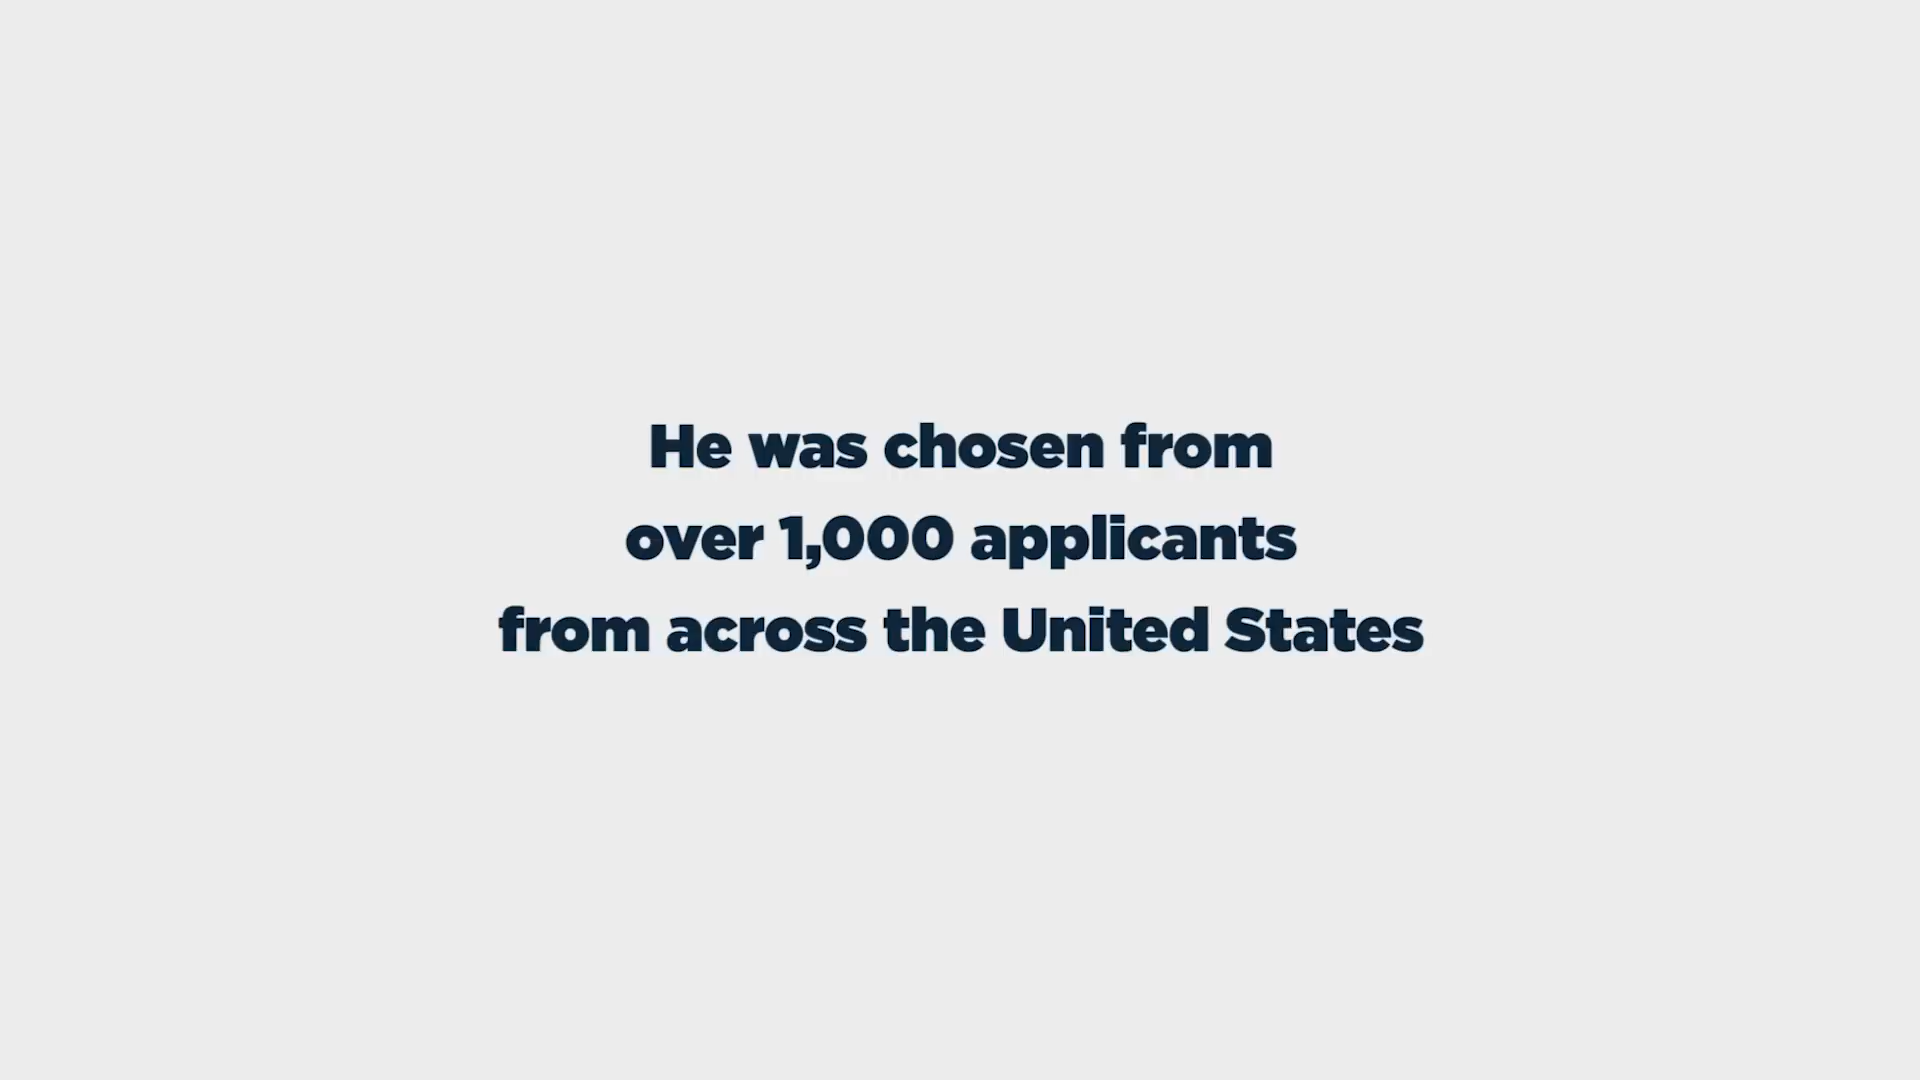 He was chosen from
over 1,000 applicants
from across the United States